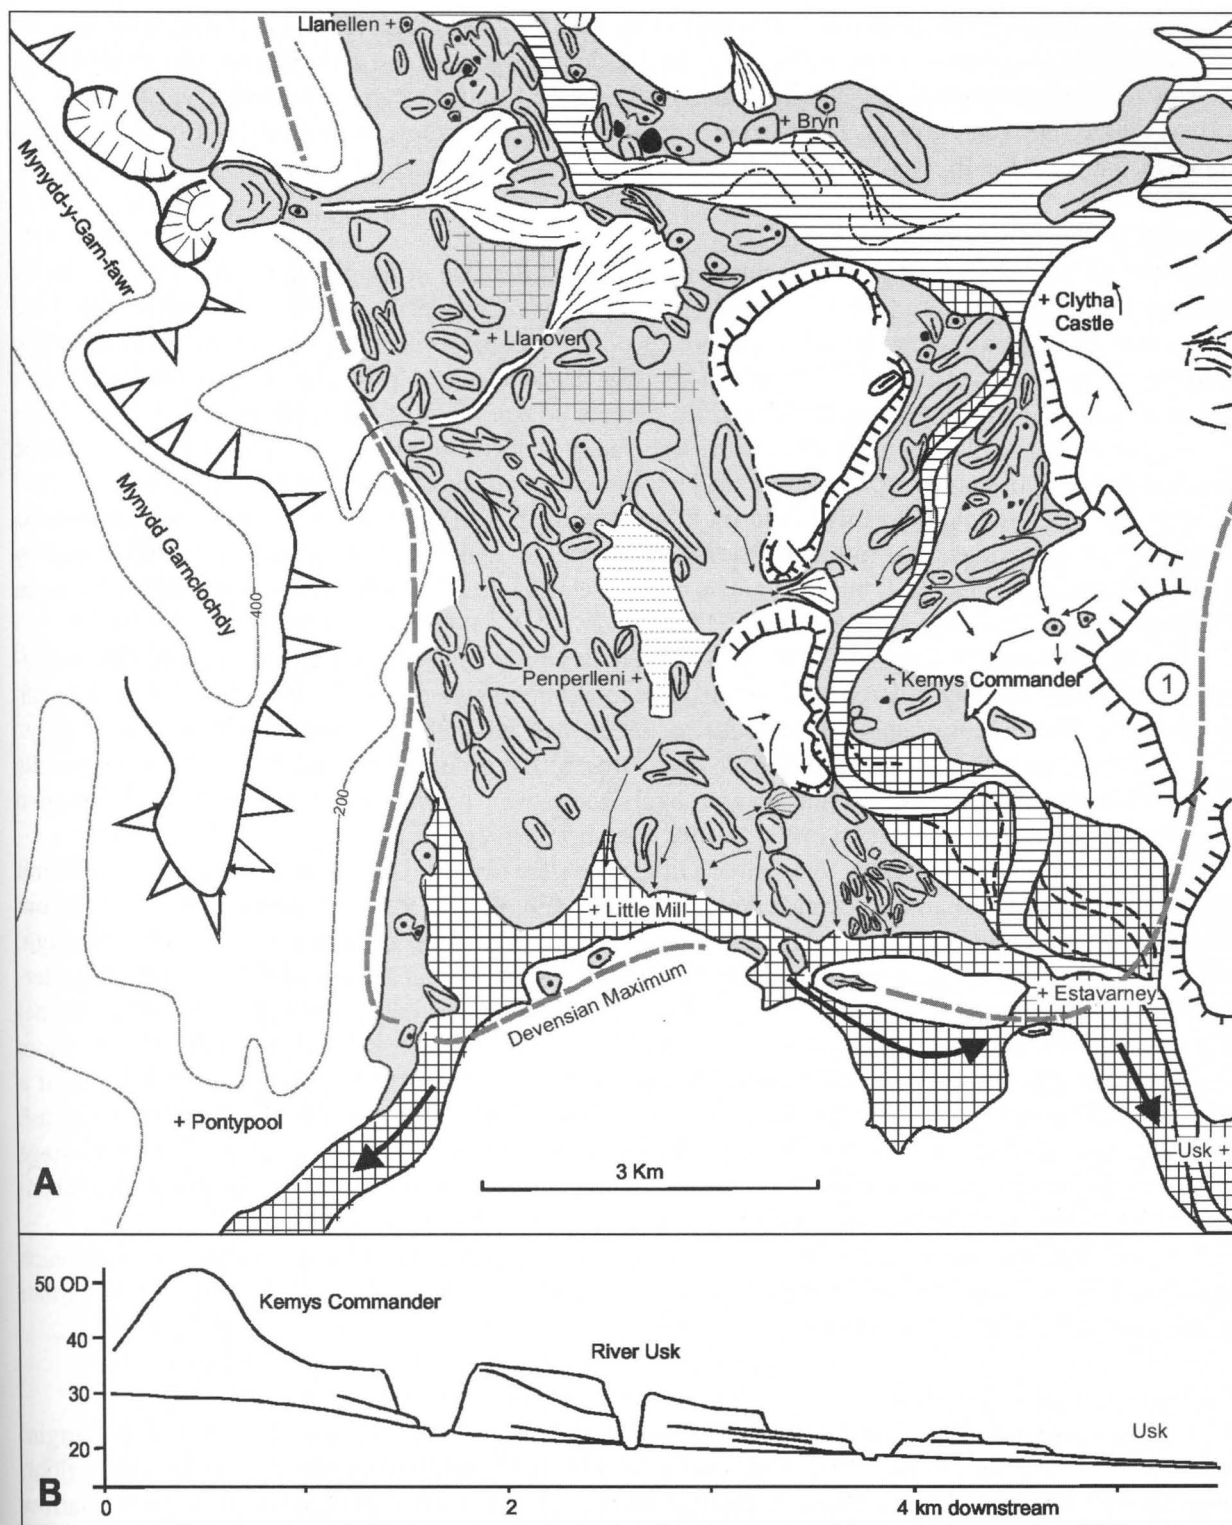 Llanellen +
+ Bryn
Mynydd-y-Garn-fawr
+ Clytha
Castle
+ Llanover
Mynydd Garnclochdy
400
Penperlleni +
+ Kemys Commander
1
200
+ Little Mill
Devensian Maximum
+ Estavarney
+ Pontypool
3 Km
Usk +
A
50 OD
Kemys Commander
40
River Usk
30
20
Usk
B
0
2
4 km downstream